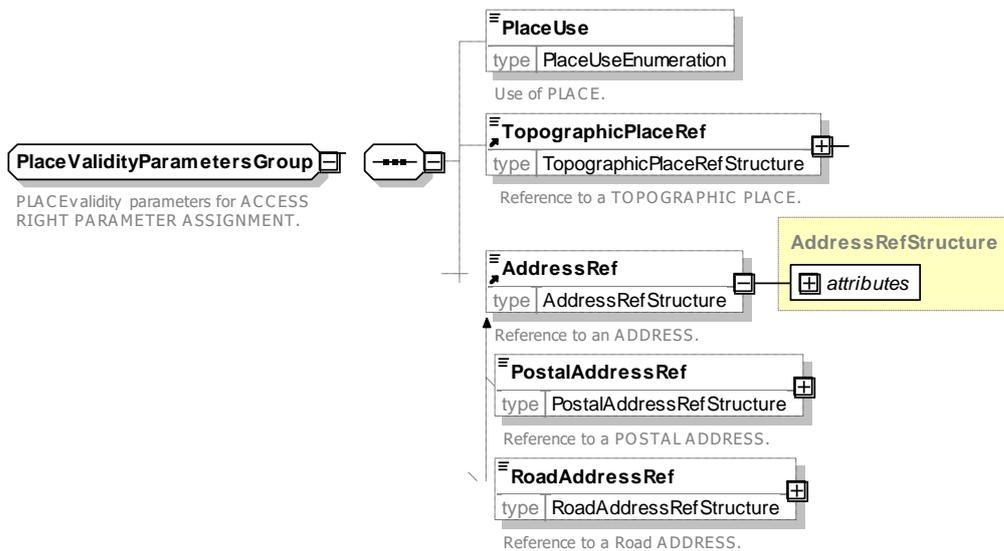 PlaceUse
type PlaceUseEnumeration
Use of PLACE.
TopographicPlaceRef
type TopographicPlaceRefStructure
Reference to a TOPOGRAPHIC PLACE.
PlaceValidityParametersGroup
PLACEvalidity parameters for ACCESS
RIGHT PARAMETER ASSIGNMENT.
AddressRefStructure
attributes
AddressRef
type AddressRefStructure
Reference to an ADDRESS.
PostalAddressRef
type PostalAddressRefStructure
Reference to a POSTAL ADDRESS.
RoadAddressRef
type RoadAddressRefStructure
Reference to a Road ADDRESS.